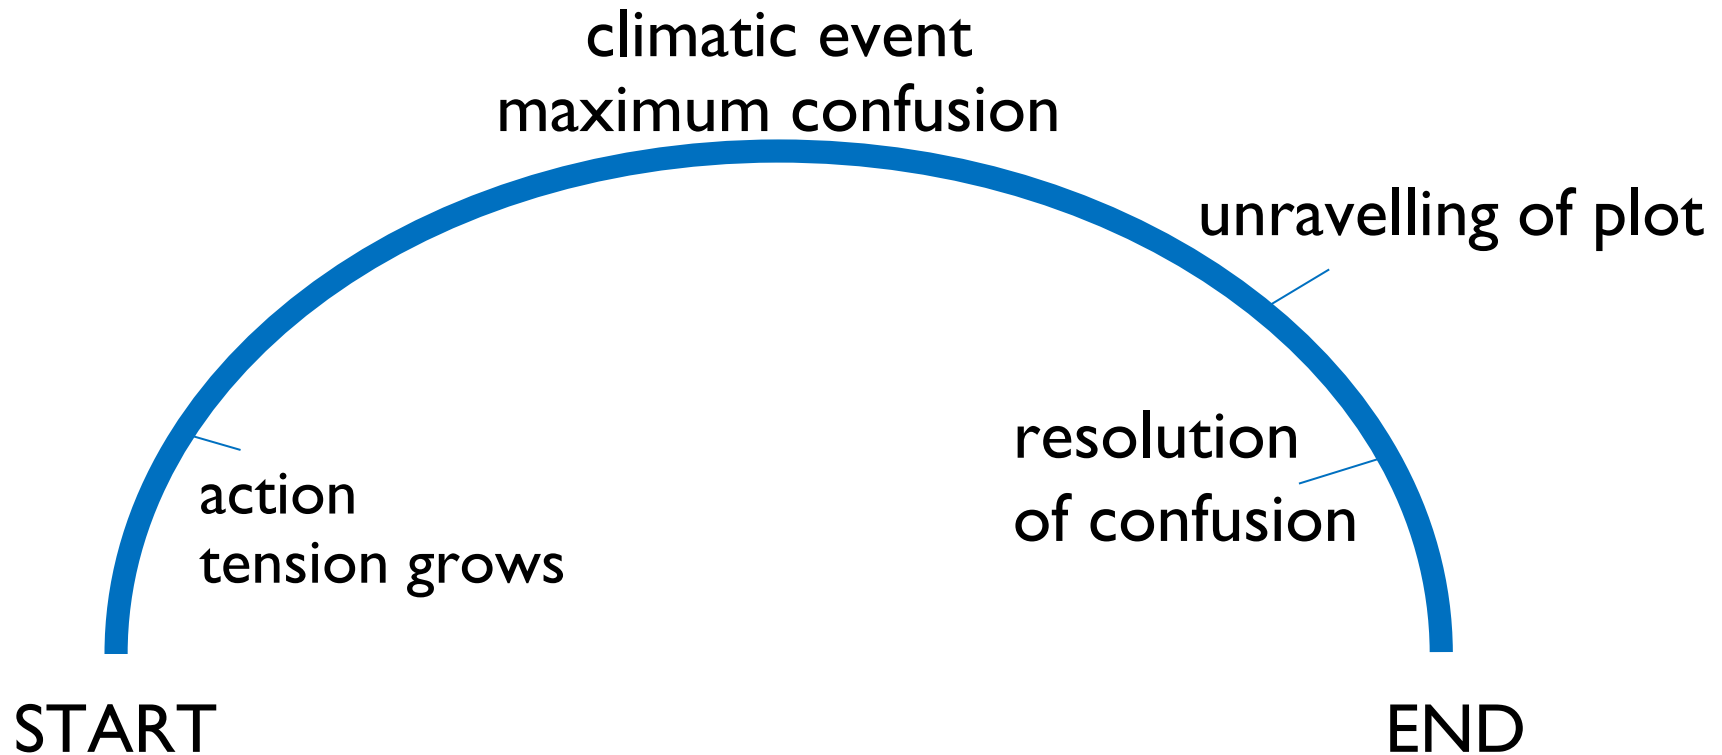 climatic event
maximum confusion
unravelling of plot
resolution
of confusion
action
tension grows
START
END